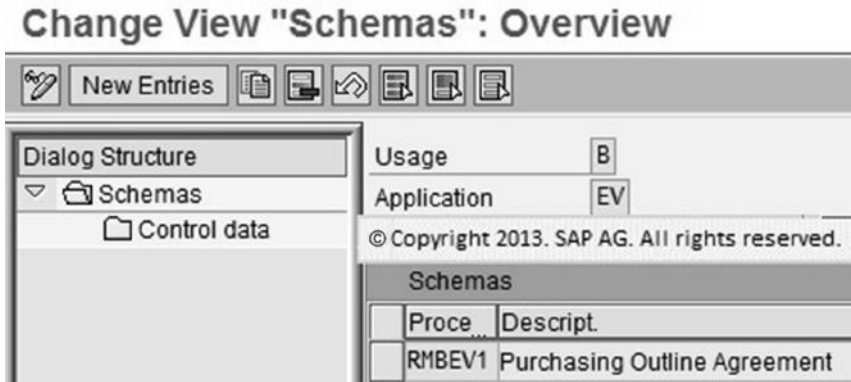 Change View "Schemas": Overview
New Entries
Dialog Structure
Schemas
Control data
Usage B
Application EV
© Copyright 2013. SAP AG. All rights reserved.
Schemas
Proce... Descript.
RMBEV1 Purchasing Outline Agreement